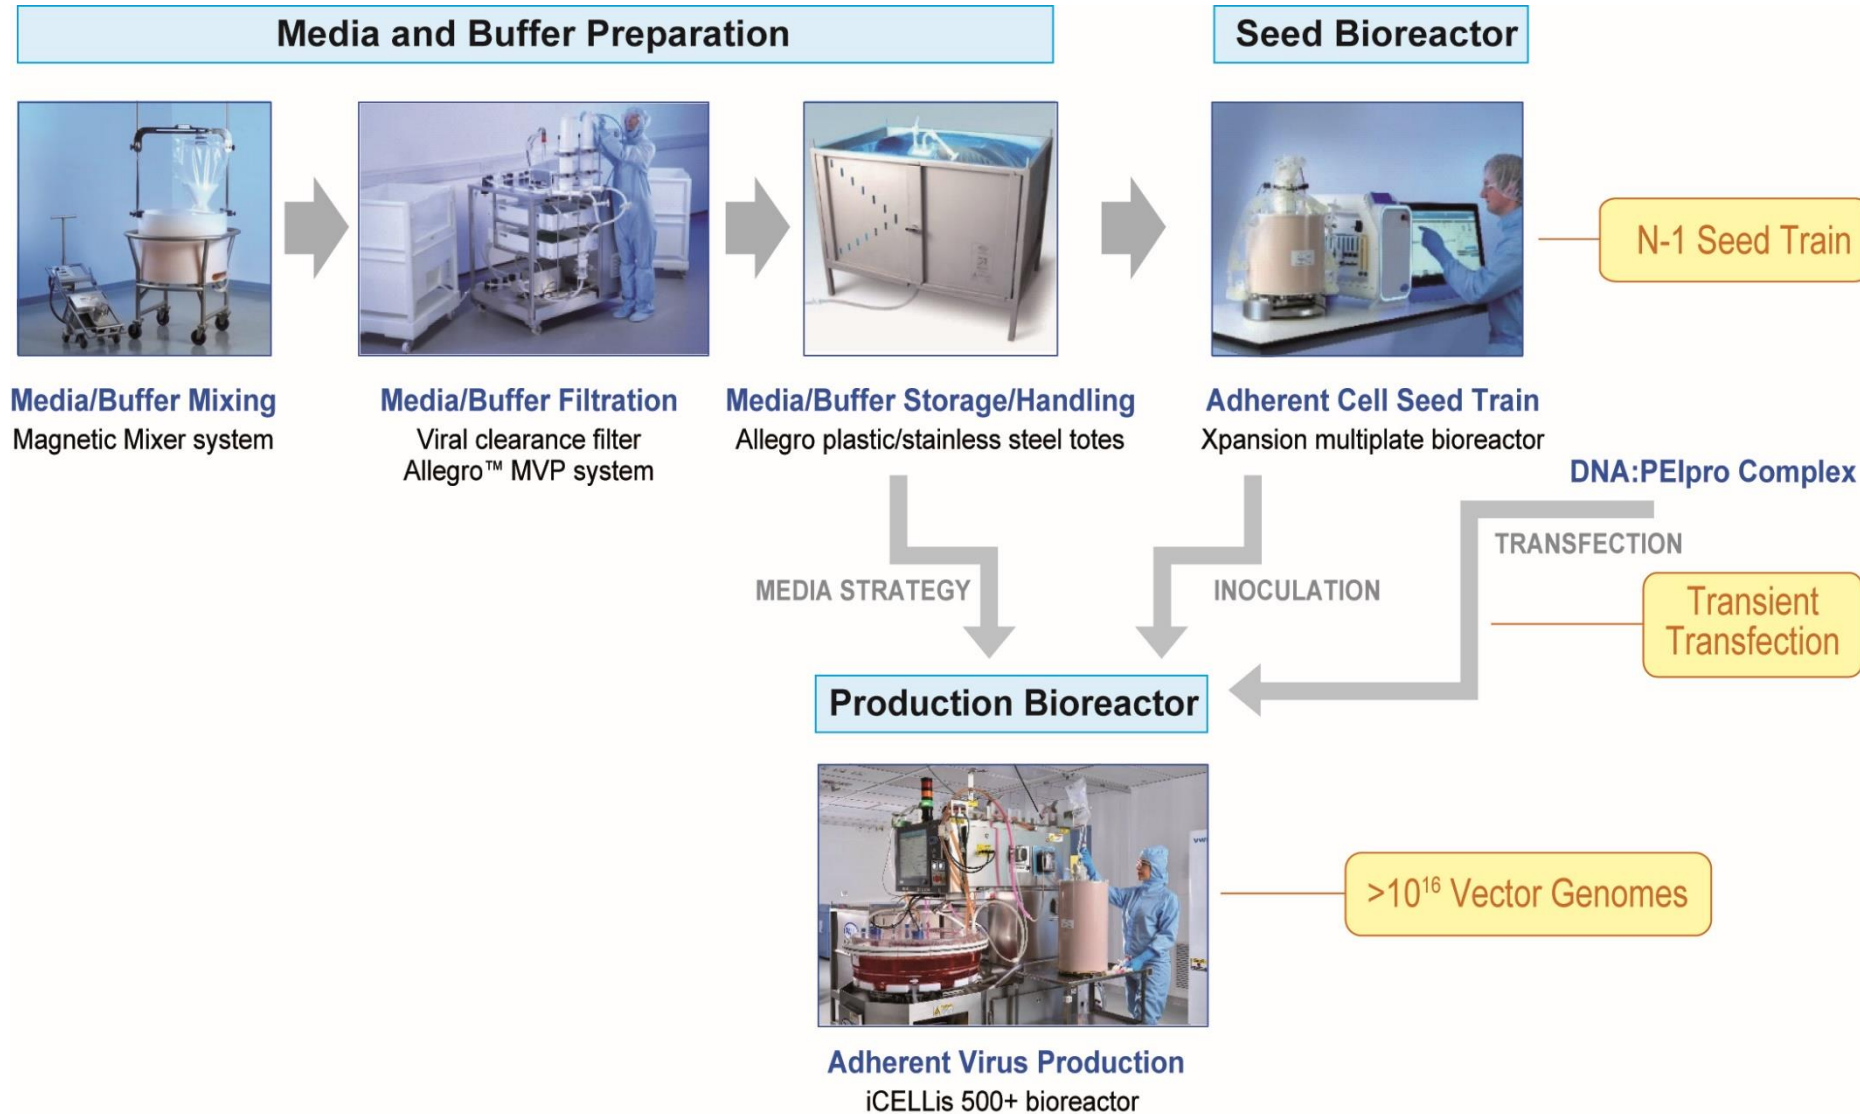 Media and Buffer Preparation
Seed Bioreactor
N-1 Seed Train
Media/Buffer Mixing
Magnetic Mixer system
Media/Buffer Filtration
Viral clearance filter
Allegro™ MVP system
Media/Buffer Storage/Handling
Allegro plastic/stainless steel totes
Adherent Cell Seed Train
Xpansion multiplate bioreactor
DNA:PEIpro Complex
TRANSFECTION
MEDIA STRATEGY
INOCULATION
Transient
Transfection
Production Bioreactor
>10¹⁶ Vector Genomes
Adherent Virus Production
iCELLis 500+ bioreactor